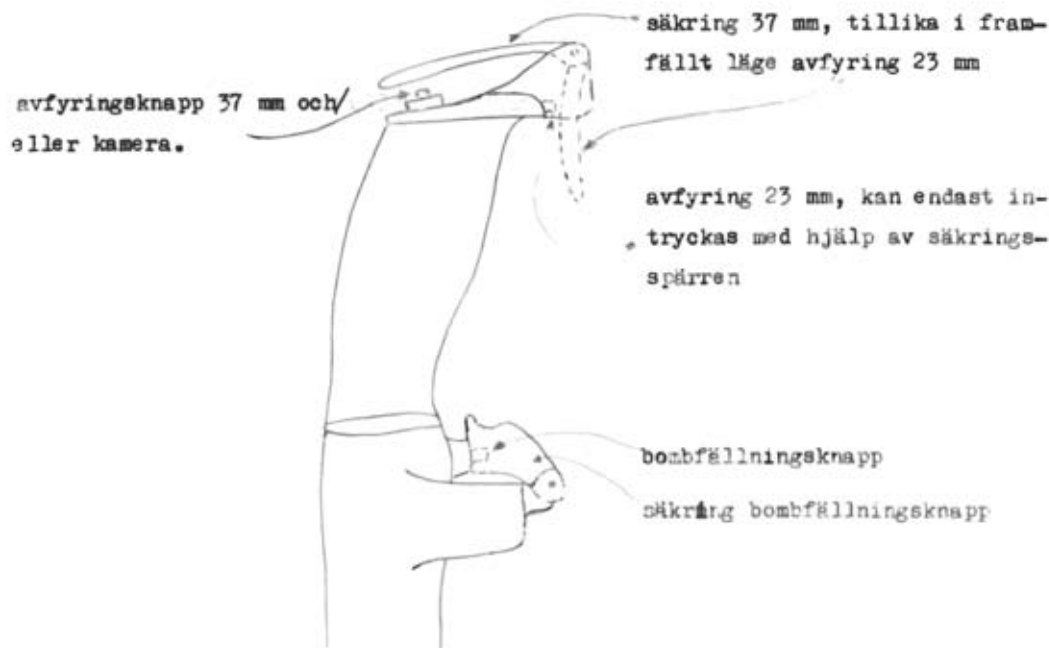 säkring 37 mm, tillika i fram-
fällt läge avfyring 23 mm
avfyringsknapp 37 mm och/
eller kamera.
avfyring 23 mm, kan endast in-
tryckas med hjälp av säkrings-
spärren
bombfällningsknapp
säkring bombfällningsknapp